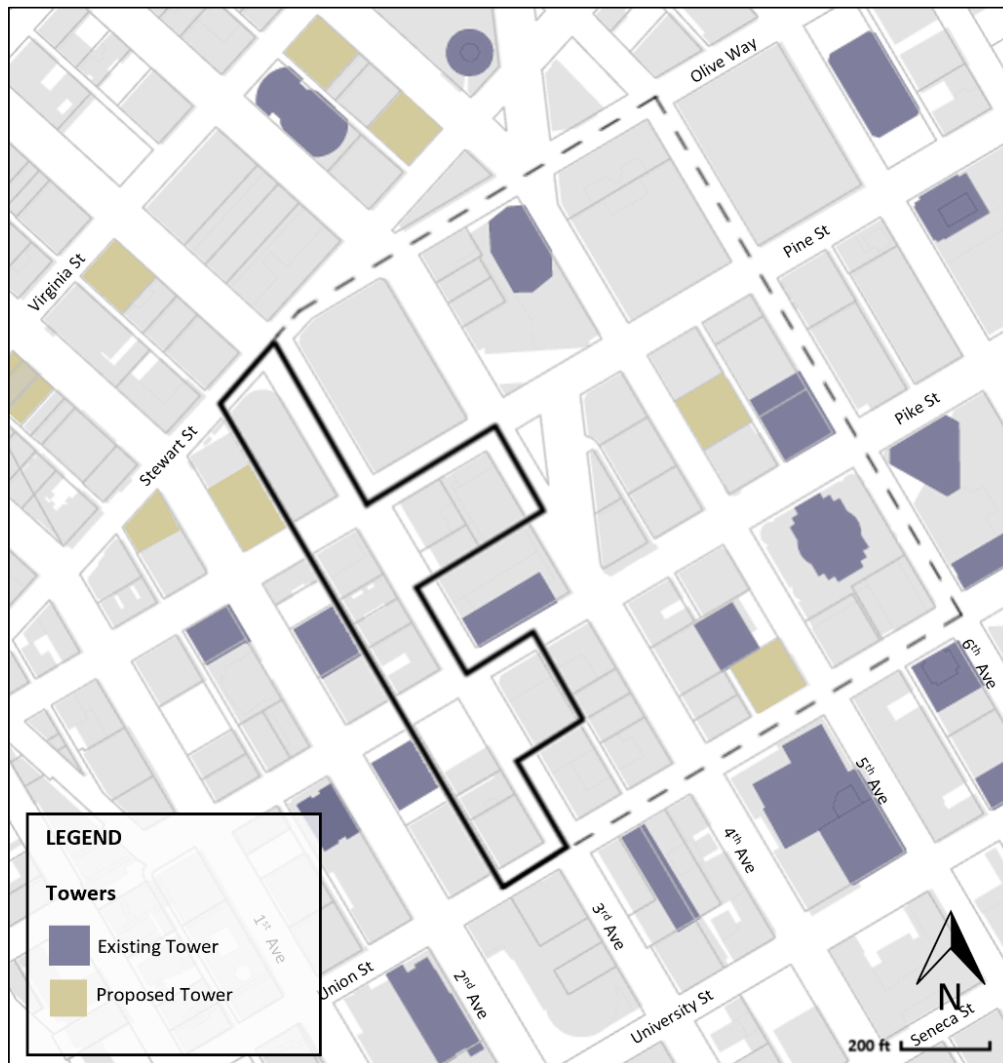 Olive Way
Pine St
Virginia St
Pike St
Stewart St
6th Ave
5th Ave
4th Ave
3rd Ave
2nd Ave
1st Ave
Union St
University St
Seneca St
LEGEND
Towers
Existing Tower
Proposed Tower
N
200 ft